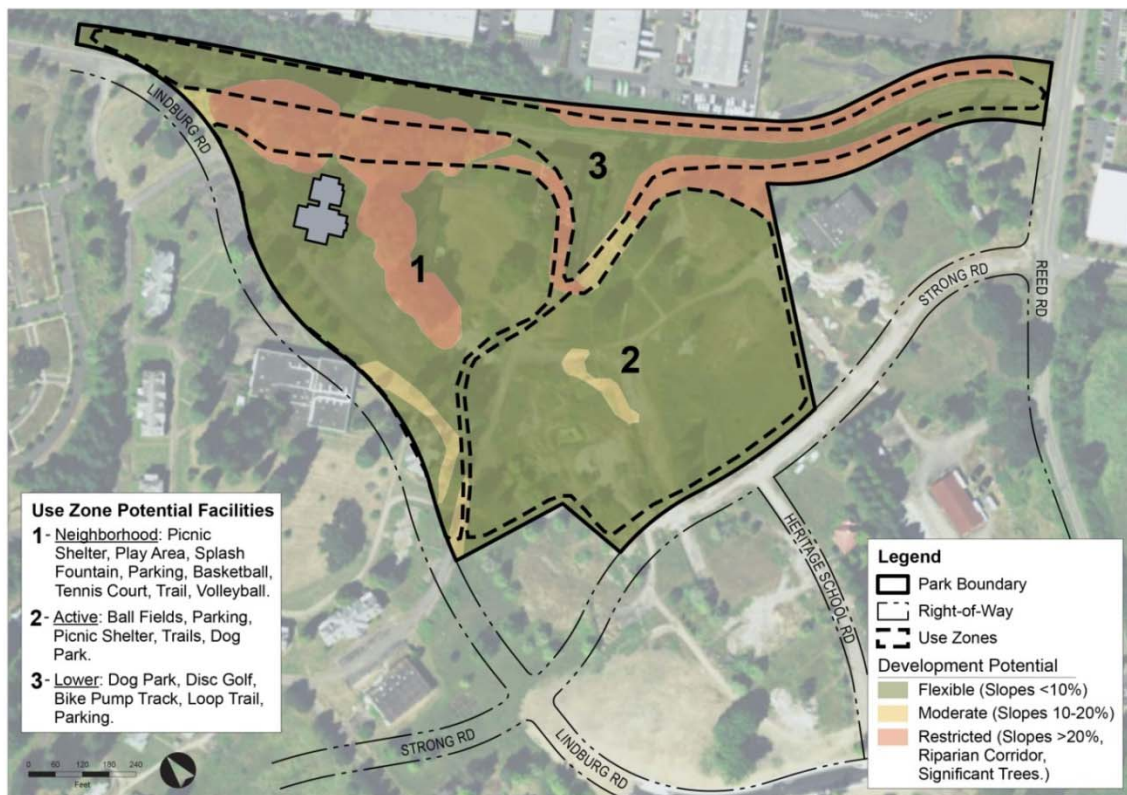 LINDBURG RD
3
1
2
STRONG RD
REED RD
HERITAGE SCHOOL RD
STRONG RD
LINDBURG RD
Use Zone Potential Facilities
1 - Neighborhood: Picnic
Shelter, Play Area, Splash
Fountain, Parking, Basketball,
Tennis Court, Trail, Volleyball.
2 - Active: Ball Fields, Parking,
Picnic Shelter, Trails, Dog
Park.
3 - Lower: Dog Park, Disc Golf,
Bike Pump Track, Loop Trail,
Parking.
0 60 120 180 240
Feet
Legend
Park Boundary
Right-of-Way
Use Zones
Development Potential
Flexible (Slopes <10%)
Moderate (Slopes 10-20%)
Restricted (Slopes >20%,
Riparian Corridor,
Significant Trees.)